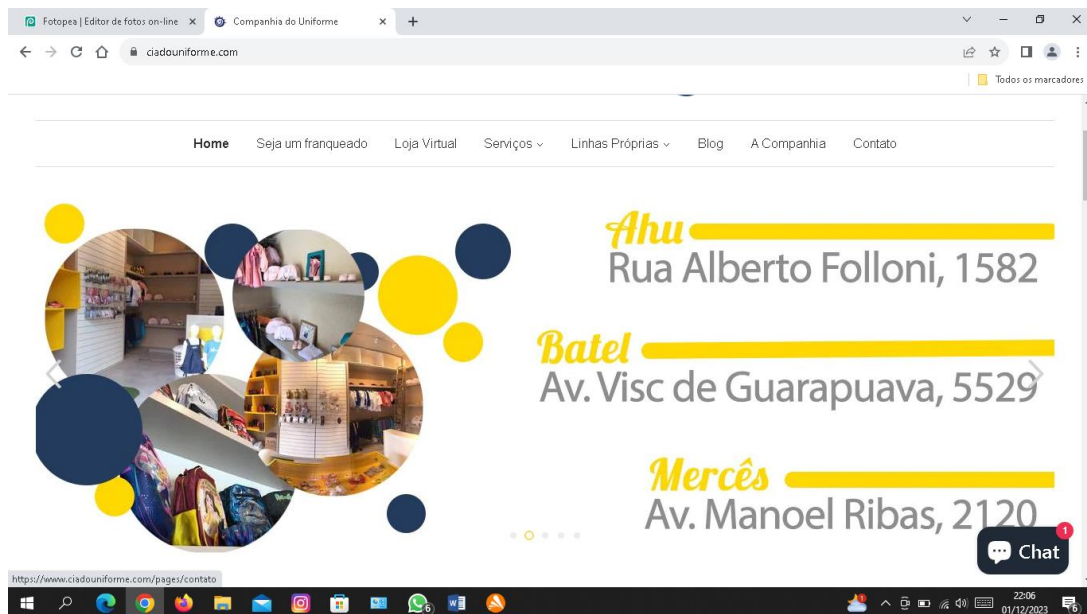 Fotopea | Editor de fotos on-line
Companhia do Uniforme
ciadouniforme.com
Todos os marcadores
Home Seja um franqueado Loja Virtual Serviços Linhas Próprias Blog A Companhia Contato
Ahu
Rua Alberto Folloni, 1582
Batel
Av. Visc de Guarapuava, 5529
Mercês
Av. Manoel Ribas, 2120
1
Chat
https://www.ciadouniforme.com/pages/contato
22:06
01/12/2023